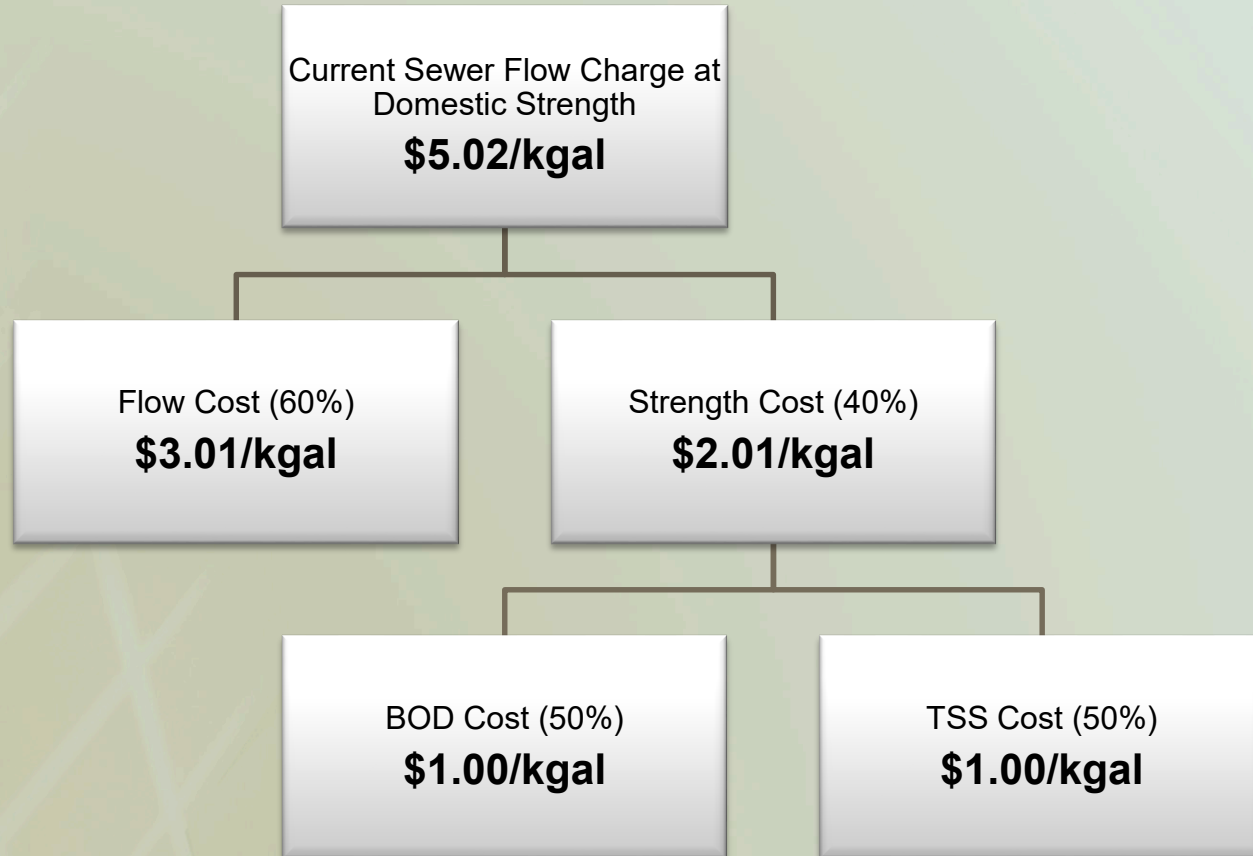 Current Sewer Flow Charge at
Domestic Strength
$5.02/kgal
Flow Cost (60%)
$3.01/kgal
Strength Cost (40%)
$2.01/kgal
BOD Cost (50%)
$1.00/kgal
TSS Cost (50%)
$1.00/kgal